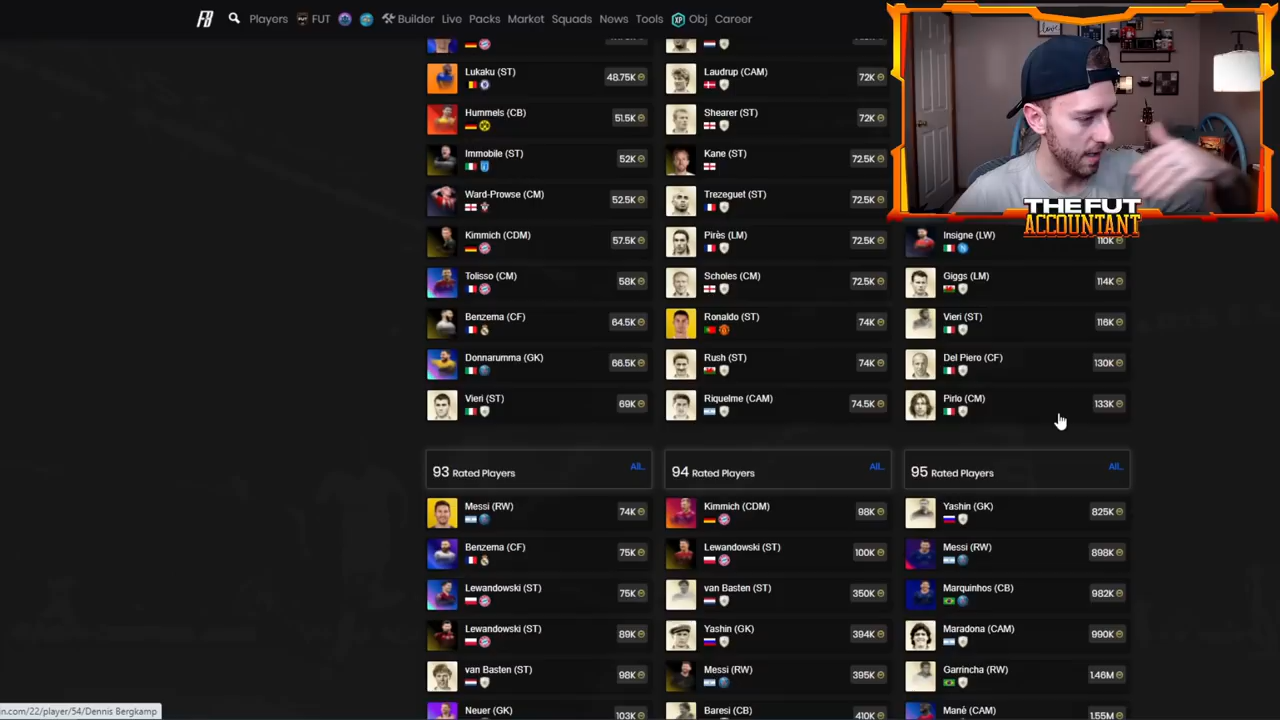 FB Players FUT Builder Live Packs Market Squads News Tools XP Obj Career
Lukaku (ST) 48.75K
Hummels (CB) 51.5K
Immobile (ST) 52K
Ward-Prowse (CM) 52.5K
Kimmich (CDM) 57.5K
Tolisso (CM) 58K
Benzema (CF) 64.5K
Donnarumma (GK) 66.5K
Vieri (ST) 69K
Laudrup (CAM) 72K
Shearer (ST) 72K
Kane (ST) 72.5K
Trezeguet (ST) 72.5K
Pirès (LM) 72.5K
Scholes (CM) 72.5K
Ronaldo (ST) 74K
Rush (ST) 74K
Riquelme (CAM) 74.5K
THE FUT
ACCOUNTANT
Insigne (LW) 110K
Giggs (LM) 114K
Vieri (ST) 116K
Del Piero (CF) 130K
Pirlo (CM) 133K
93 Rated Players All..
Messi (RW) 74K
Benzema (CF) 75K
Lewandowski (ST) 75K
Lewandowski (ST) 89K
van Basten (ST) 98K
Neuer (GK) 103K
94 Rated Players All..
Kimmich (CDM) 98K
Lewandowski (ST) 100K
van Basten (ST) 350K
Yashin (GK) 394K
Messi (RW) 395K
Baresi (CB) 410K
95 Rated Players All..
Yashin (GK) 825K
Messi (RW) 898K
Marquinhos (CB) 982K
Maradona (CAM) 990K
Garrincha (RW) 1.46M
Mané (CAM) 1.55M
in.com/22/player/54/Dennis Bergkamp